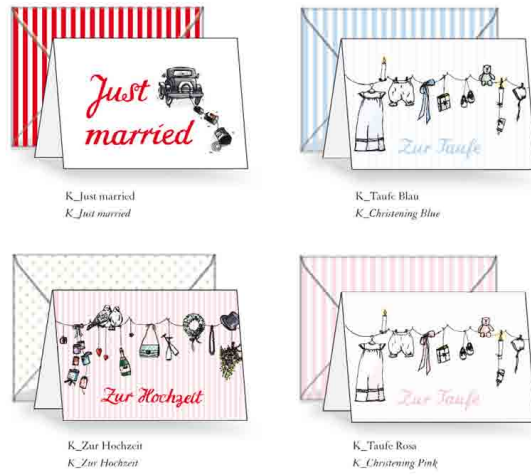 Just
married
K_Just married
K_Just married
Zur Taufe
K_Taufe Blau
K_Christening Blue
Zur Hochzeit
K_Zur Hochzeit
K_Zur Hochzeit
Zur Taufe
K_Taufe Rosa
K_Christening Pink